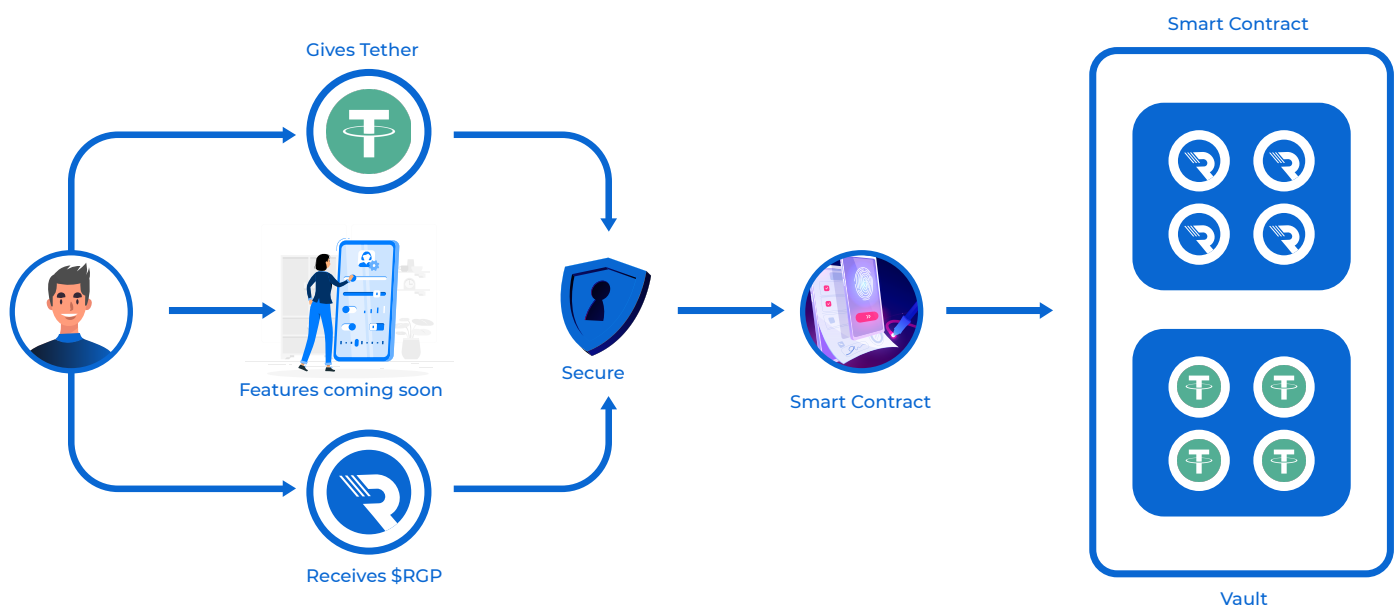 Smart Contract
Gives Tether
Features coming soon
Secure
Smart Contract
Receives $RGP
Vault